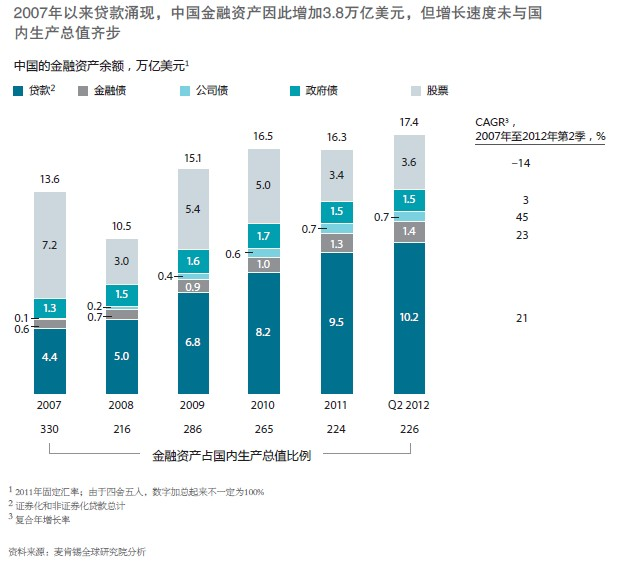 2007年以来贷款涌现，中国金融资产因此增加3.8万亿美元，但增长速度未与国
内生产总值齐步
中国的金融资产余额，万亿美元1
贷款2 金融债 公司债 政府债 股票
CAGR3，
2007年至2012年第2季，%
13.6 10.5 15.1 16.5 16.3 17.4
7.2 3.0 5.4 5.0 3.4 3.6 –14
1.3 1.5 1.6 1.7 1.5 1.5 3
0.1 0.2 0.4 0.6 0.7 0.7 45
0.6 0.7 0.9 1.0 1.3 1.4 23
4.4 5.0 6.8 8.2 9.5 10.2 21
2007 2008 2009 2010 2011 Q2 2012
330 216 286 265 224 226
金融资产占国内生产总值比例
1 2011年固定汇率；由于四舍五入，数字加总起来不一定为100%
2 证券化和非证券化贷款总计
3 复合年增长率
资料来源：麦肯锡全球研究院分析